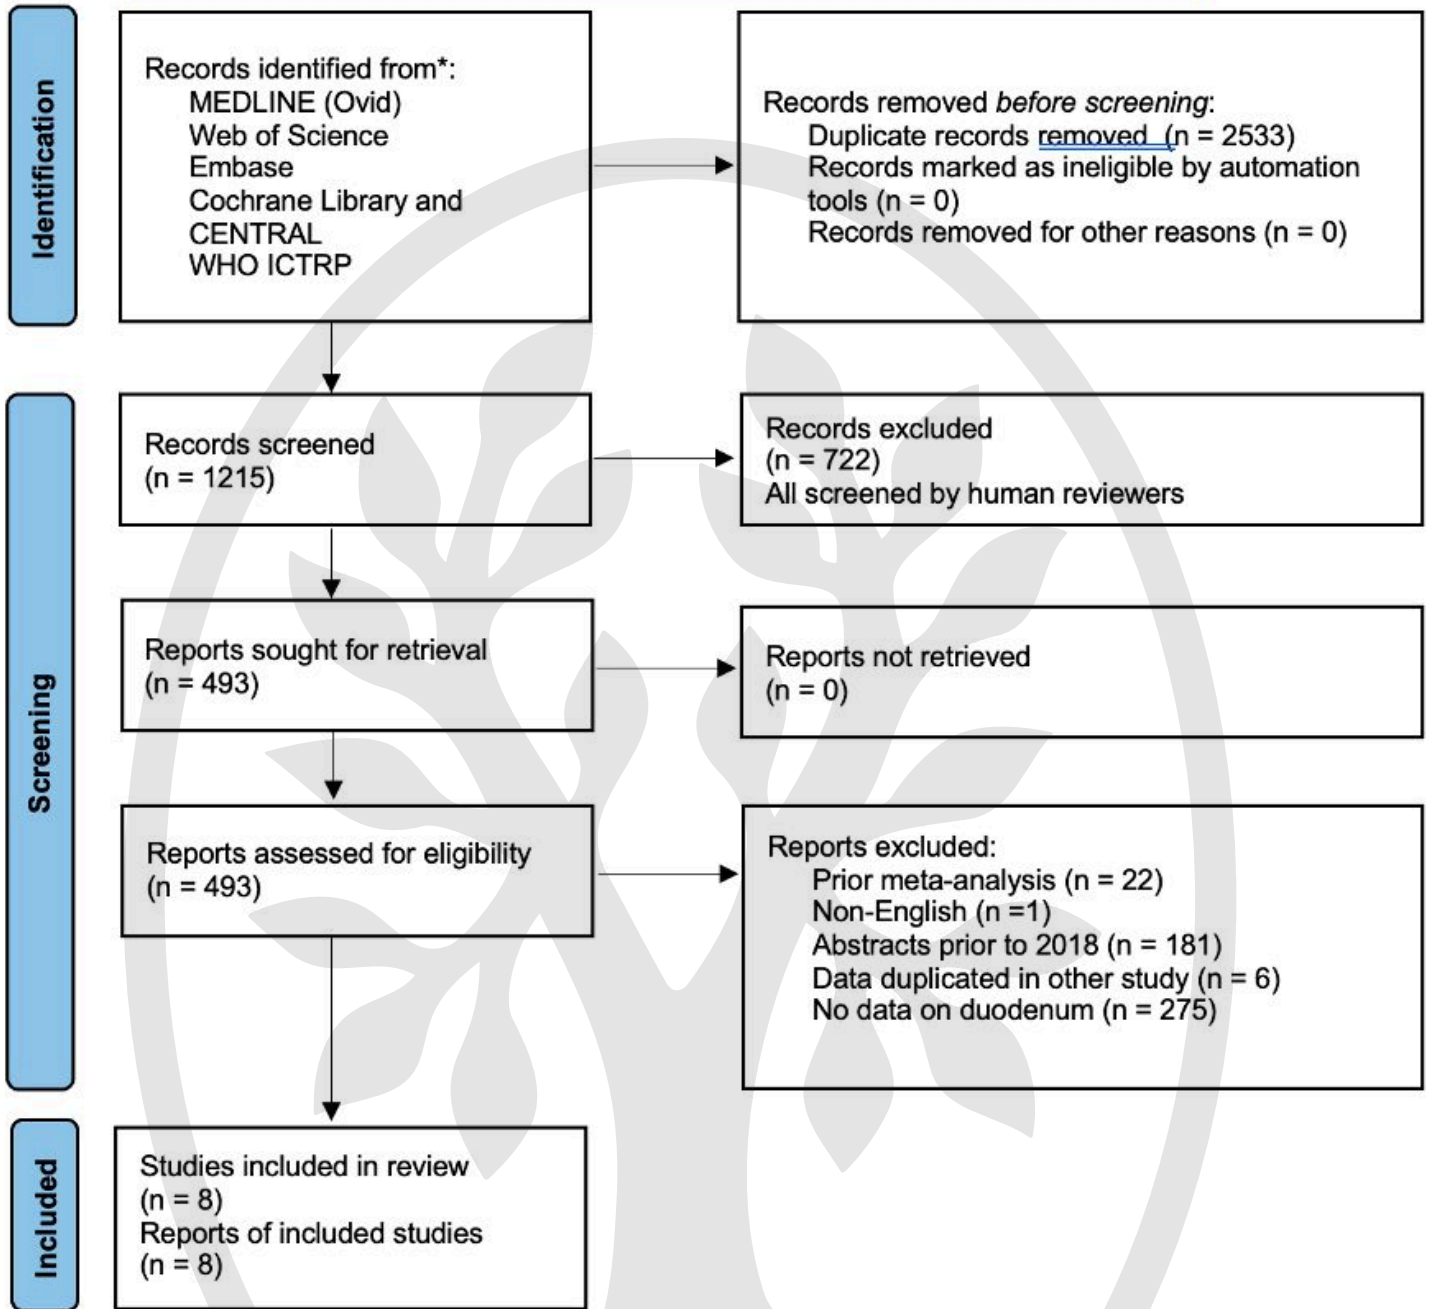 Identification
Records identified from*:
MEDLINE (Ovid)
Web of Science
Embase
Cochrane Library and
CENTRAL
WHO ICTRP
Records removed before screening:
Duplicate records removed (n = 2533)
Records marked as ineligible by automation
tools (n = 0)
Records removed for other reasons (n = 0)
Screening
Records screened
(n = 1215)
Records excluded
(n = 722)
All screened by human reviewers
Reports sought for retrieval
(n = 493)
Reports not retrieved
(n = 0)
Reports assessed for eligibility
(n = 493)
Reports excluded:
Prior meta-analysis (n = 22)
Non-English (n =1)
Abstracts prior to 2018 (n = 181)
Data duplicated in other study (n = 6)
No data on duodenum (n = 275)
Included
Studies included in review
(n = 8)
Reports of included studies
(n = 8)